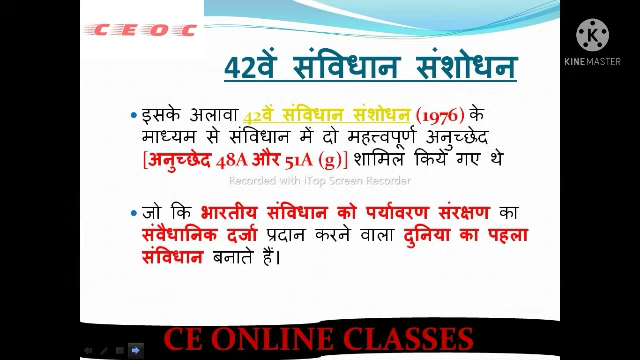 CEOC
KINEMASTER
42वें संविधान संशोधन
• इसके अलावा 42वें संविधान संशोधन (1976) के
माध्यम से संविधान में दो महत्त्वपूर्ण अनुच्छेद
[अनुच्छेद 48A और 51A (g)] शामिल किये गए थे
Recorded with iTop Screen Recorder
• जो कि भारतीय संविधान को पर्यावरण संरक्षण का
संवैधानिक दर्जा प्रदान करने वाला दुनिया का पहला
संविधान बनाते हैं।
CE ONLINE CLASSES